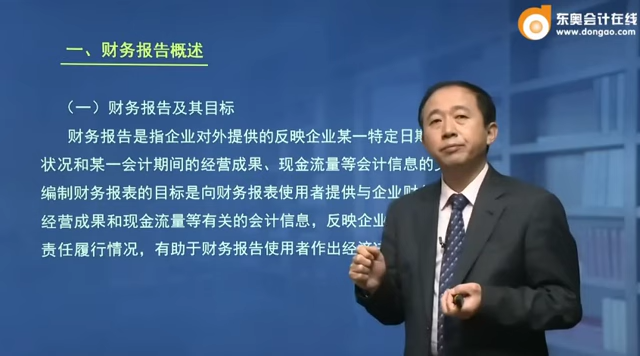 东奥会计在线
www.dongao.com
一、财务报告概述
（一）财务报告及其目标
财务报告是指企业对外提供的反映企业某一特定日期
状况和某一会计期间的经营成果、现金流量等会计信息的
编制财务报表的目标是向财务报表使用者提供与企业财
经营成果和现金流量等有关的会计信息，反映企业
责任履行情况，有助于财务报告使用者作出经济